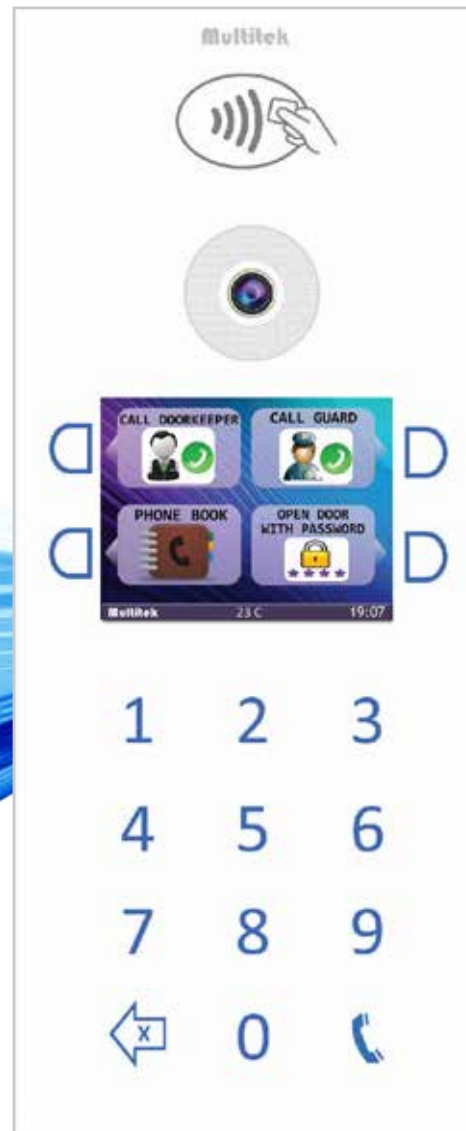 Multitek
CALL DOORKEEPER
CALL GUARD
PHONE BOOK
OPEN DOOR
WITH PASSWORD
****
Multitek 23 C 19:07
1 2 3
4 5 6
7 8 9
X 0